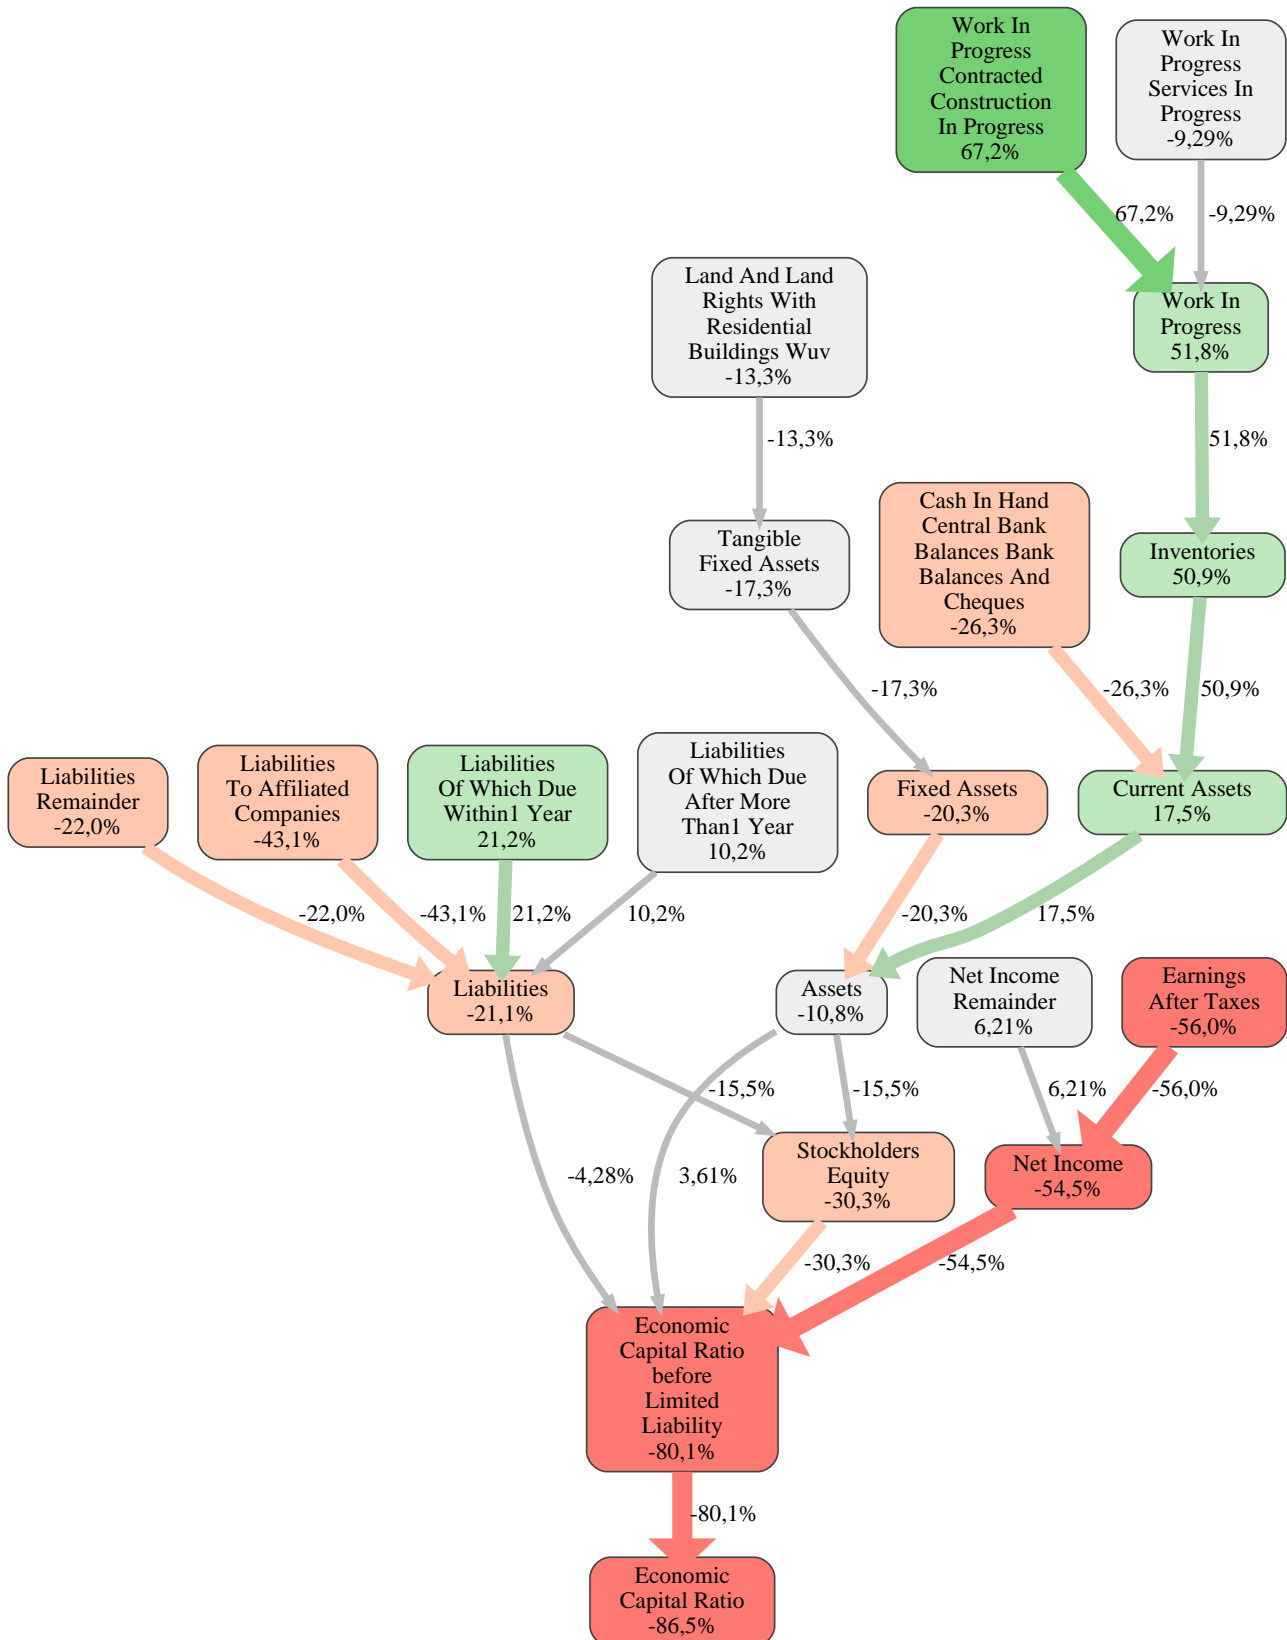 Work In
Progress
Contracted
Construction
In Progress
67,2%
Work In
Progress
Services In
Progress
-9,29%
67,2%
-9,29%
Land And Land
Rights With
Residential
Buildings Wuv
-13,3%
Work In
Progress
51,8%
-13,3%
51,8%
Cash In Hand
Central Bank
Balances Bank
Balances And
Cheques
-26,3%
Tangible
Fixed Assets
-17,3%
Inventories
50,9%
-17,3%
-26,3%
50,9%
Liabilities
Remainder
-22,0%
Liabilities
To Affiliated
Companies
-43,1%
Liabilities
Of Which Due
Within1 Year
21,2%
Liabilities
Of Which Due
After More
Than1 Year
10,2%
Fixed Assets
-20,3%
Current Assets
17,5%
-22,0%
-43,1%
21,2%
10,2%
-20,3%
17,5%
Liabilities
-21,1%
Assets
-10,8%
Net Income
Remainder
6,21%
Earnings
After Taxes
-56,0%
-15,5%
-15,5%
6,21%
-56,0%
-4,28%
3,61%
Stockholders
Equity
-30,3%
Net Income
-54,5%
-30,3%
-54,5%
Economic
Capital Ratio
before
Limited
Liability
-80,1%
-80,1%
Economic
Capital Ratio
-86,5%